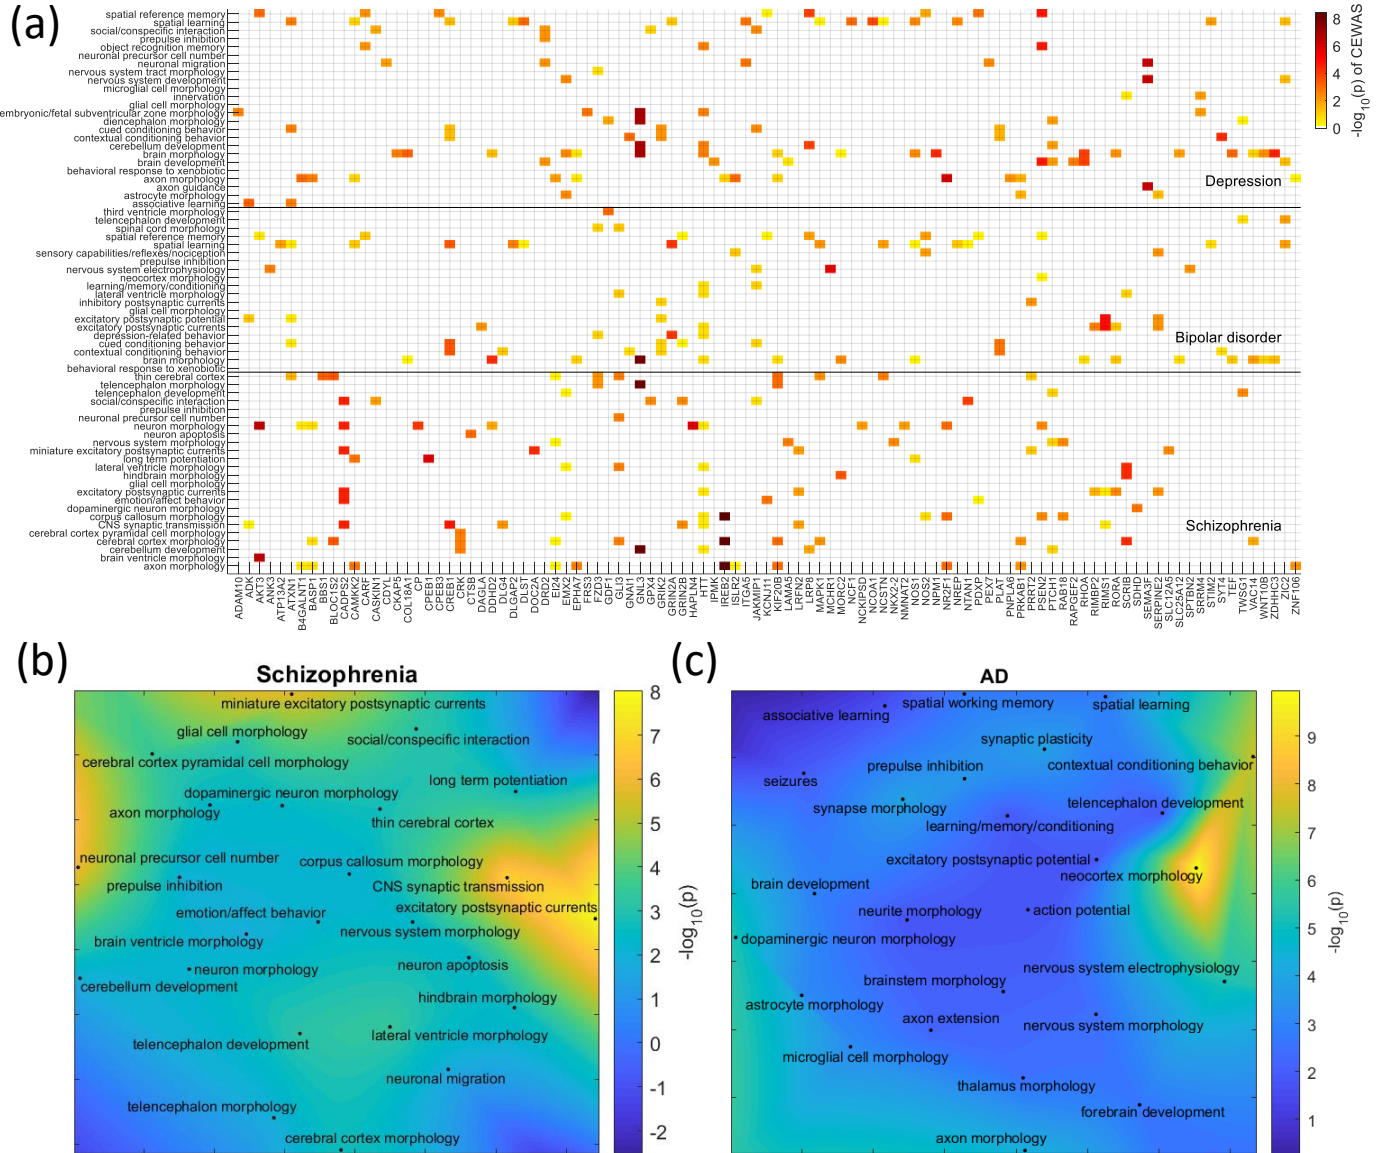 (a)
spatial reference memory
spatial learning
social/conspecific interaction
prepulse inhibition
object recognition memory
neuronal precursor cell number
neuronal migration
nervous system tract morphology
nervous system development
microglial cell morphology
innervation
glial cell morphology
embryonic/fetal subventricular zone morphology
diencephalon morphology
cued conditioning behavior
contextual conditioning behavior
cerebellum development
brain morphology
brain development
behavioral response to xenobiotic
axon morphology
axon guidance
astrocyte morphology
associative learning
Depression
third ventricle morphology
telencephalon development
spinal cord morphology
spatial reference memory
spatial learning
sensory capabilities/reflexes/nociception
prepulse inhibition
nervous system electrophysiology
neocortex morphology
learning/memory/conditioning
lateral ventricle morphology
inhibitory postsynaptic currents
glial cell morphology
excitatory postsynaptic potential
excitatory postsynaptic currents
depression-related behavior
cued conditioning behavior
contextual conditioning behavior
brain morphology
behavioral response to xenobiotic
Bipolar disorder
thin cerebral cortex
telencephalon morphology
telencephalon development
social/conspecific interaction
prepulse inhibition
neuronal precursor cell number
neuron morphology
neuron apoptosis
nervous system morphology
miniature excitatory postsynaptic currents
long term potentiation
lateral ventricle morphology
hindbrain morphology
glial cell morphology
excitatory postsynaptic currents
emotion/affect behavior
dopaminergic neuron morphology
corpus callosum morphology
CNS synaptic transmission
cerebral cortex pyramidal cell morphology
cerebral cortex morphology
cerebellum development
brain ventricle morphology
axon morphology
Schizophrenia
ADAM10
ADK
AKT3
ANK3
ATP13A2
ATXN1
B4GALNT1
BASP1
BBS1
BLOC1S2
CADPS2
CAMKK2
CARF
CASKIN1
CDYL
CKAP5
COL18A1
CP
CPEB1
CPEB3
CREB1
CRK
CTSB
DAGLA
DDHD2
DLG4
DLGAP2
DLST
DOC2A
DRD2
EI24
EMX2
EPHA7
FRS3
FZD3
GDF1
GLI3
GNAI1
GNL3
GPX4
GRIK2
GRIN2A
GRIN2B
HAPLN4
HTT
IPMK
IREB2
ISLR2
ITGA5
JAKMIP1
KCNJ11
KIF20B
LAMA5
LRFN2
LRP8
MAPK1
MCHR1
MORC2
NCF1
NCKIPSD
NCOA1
NCSTN
NKX2-2
NMNAT2
NOS1
NOS3
NPM1
NR2F1
NREP
NTAN1
PDXP
PEX7
PLAT
PNPLA6
PRKAB1
PRRT2
PSEN2
PTCH1
RAB18
RAPGEF2
RHOA
RIMBP2
RIMS1
RORA
SCRIB
SDHD
SEMA3F
SERPINE2
SLC12A5
SLC25A12
SPTBN2
SRRM4
STIM2
SYT4
TEF
TWSG1
VAC14
WNT10B
ZDHHC3
ZIC2
ZNF106
8
6
4
2
0
-log10(p) of CEWAS
(b)
Schizophrenia
miniature excitatory postsynaptic currents
glial cell morphology
social/conspecific interaction
cerebral cortex pyramidal cell morphology
long term potentiation
dopaminergic neuron morphology
axon morphology
thin cerebral cortex
neuronal precursor cell number
corpus callosum morphology
prepulse inhibition
CNS synaptic transmission
emotion/affect behavior
excitatory postsynaptic currents
nervous system morphology
brain ventricle morphology
neuron morphology
neuron apoptosis
cerebellum development
hindbrain morphology
telencephalon development
lateral ventricle morphology
neuronal migration
telencephalon morphology
cerebral cortex morphology
8
7
6
5
4
3
2
1
0
-1
-2
-log10(p)
(c)
AD
associative learning
spatial working memory
spatial learning
synaptic plasticity
prepulse inhibition
contextual conditioning behavior
seizures
synapse morphology
telencephalon development
learning/memory/conditioning
excitatory postsynaptic potential
neocortex morphology
brain development
neurite morphology
action potential
dopaminergic neuron morphology
nervous system electrophysiology
brainstem morphology
astrocyte morphology
axon extension
nervous system morphology
microglial cell morphology
thalamus morphology
forebrain development
axon morphology
9
8
7
6
5
4
3
2
1
-log10(p)